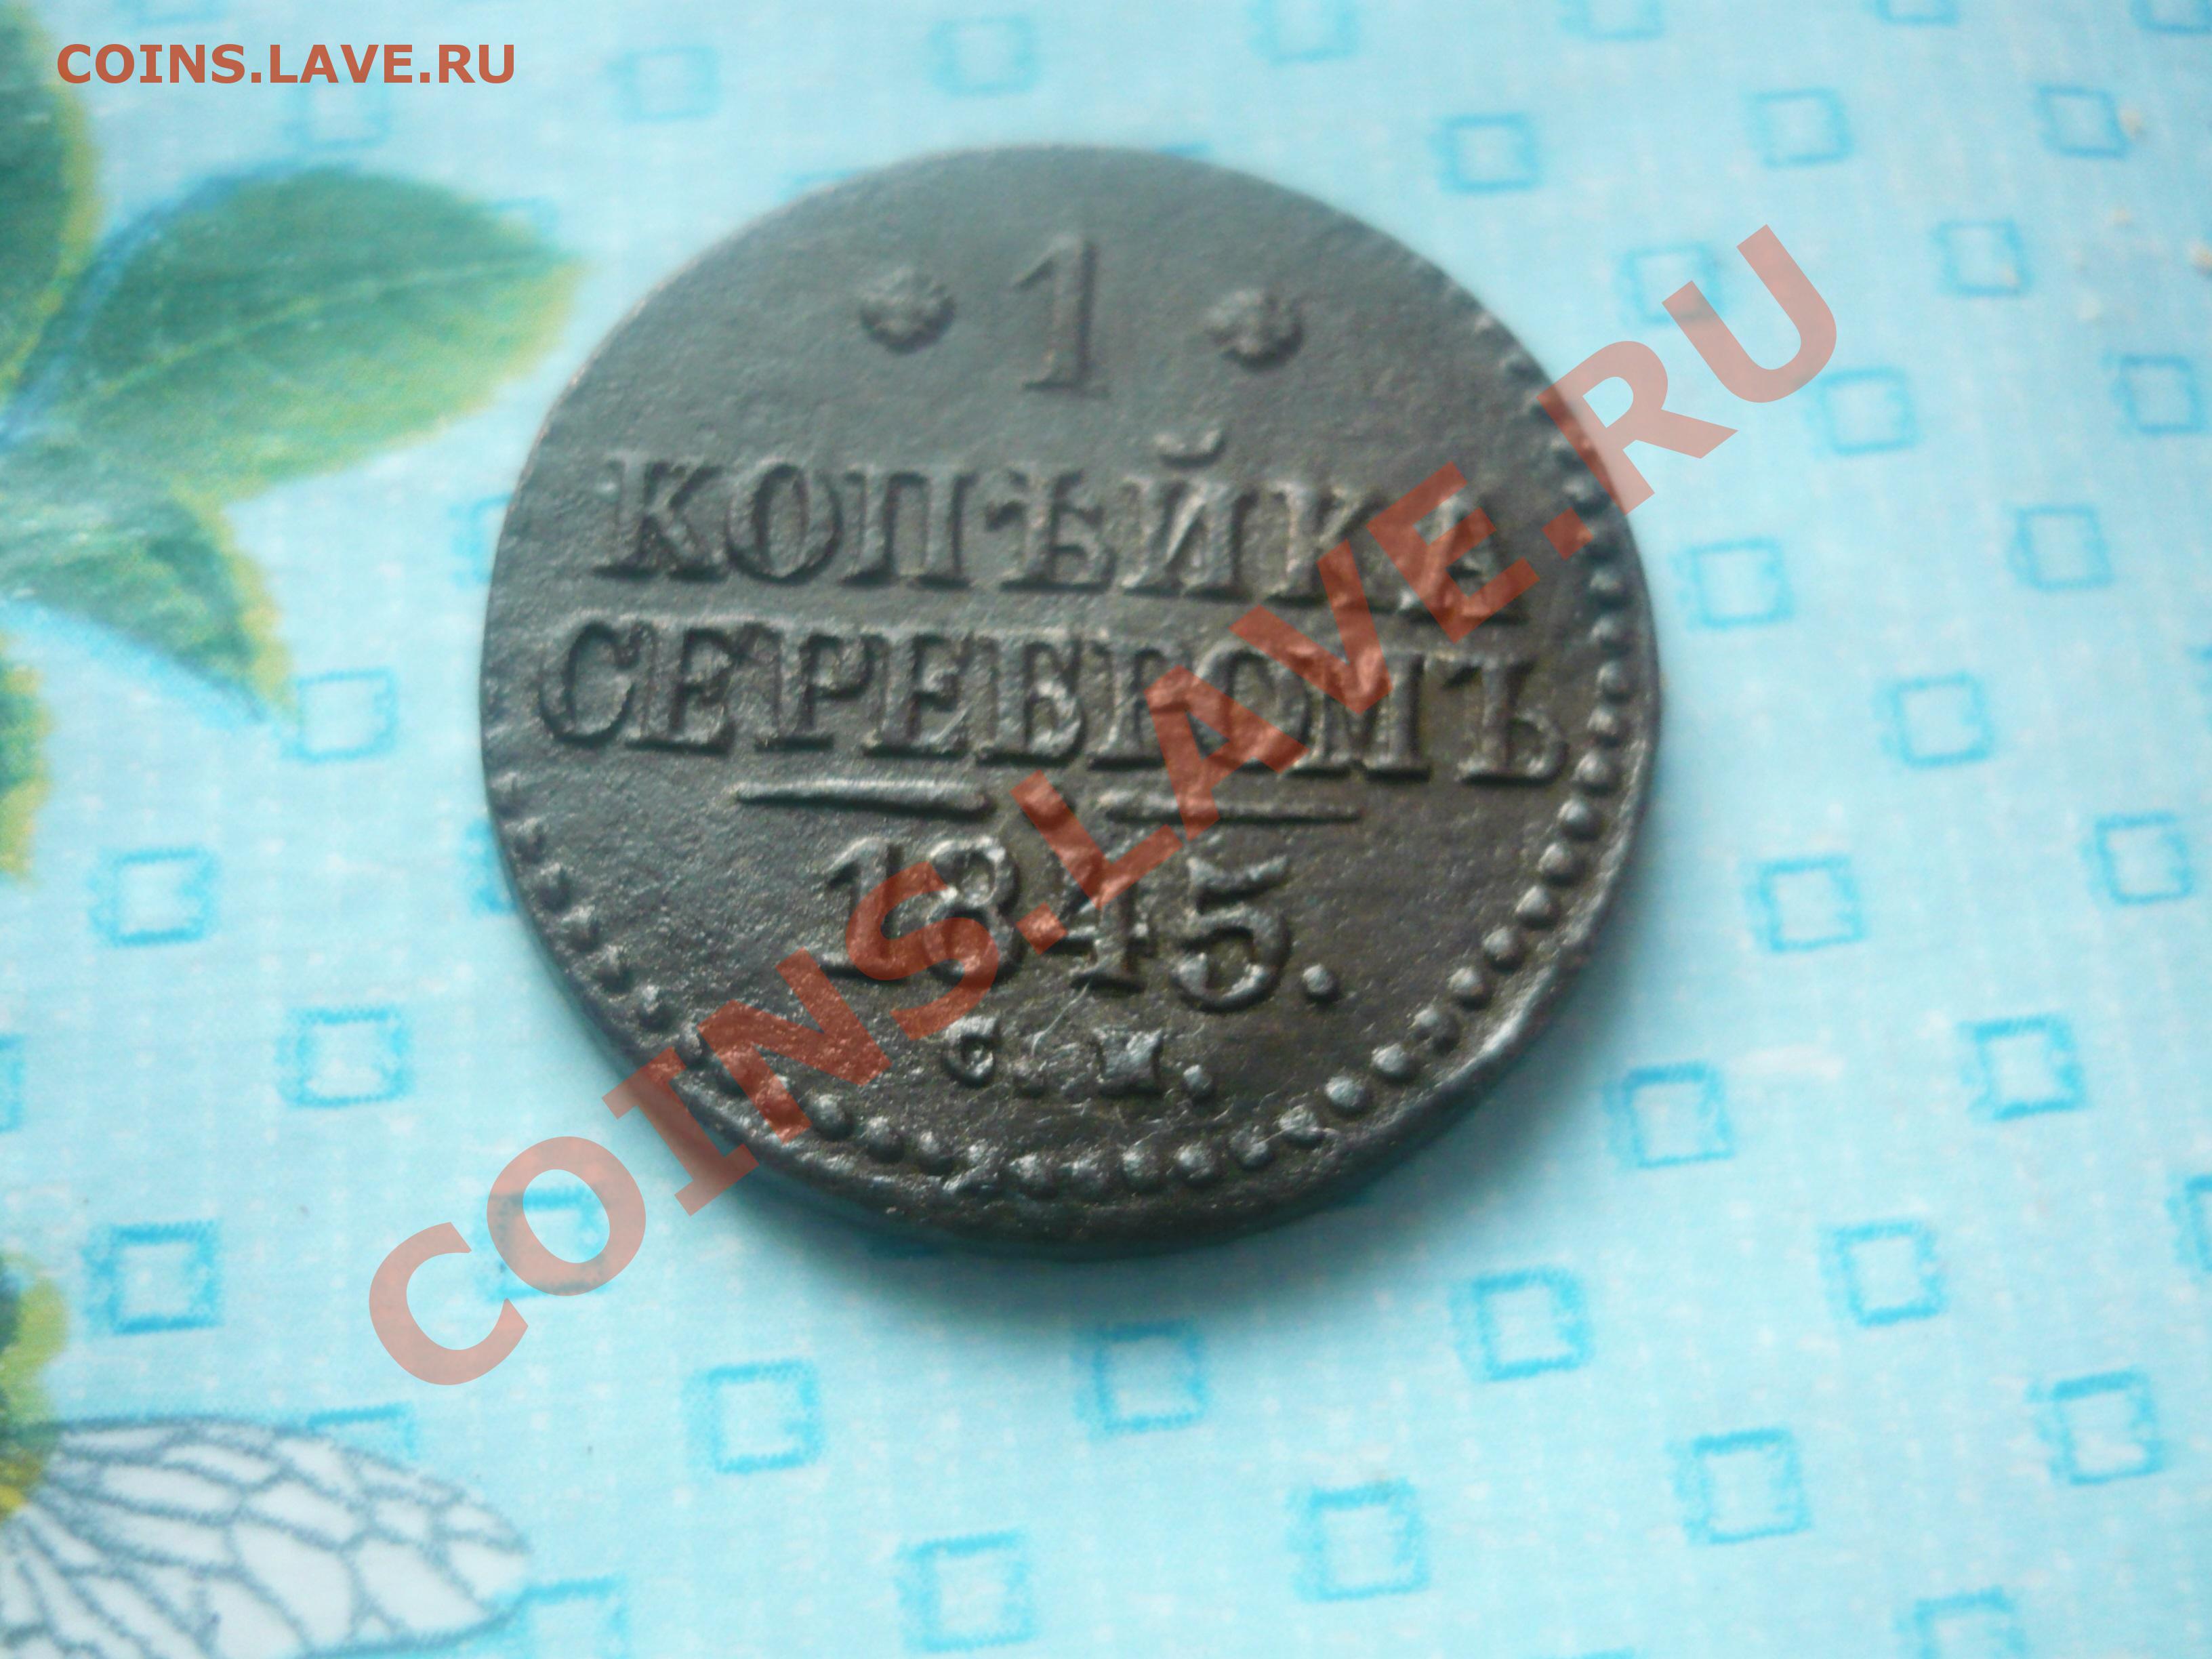 COINS.LAVE.RU
1
КОПѢЙКА
СЕРЕБРОМЪ
1845.
С. М.
COINS.LAVE.RU